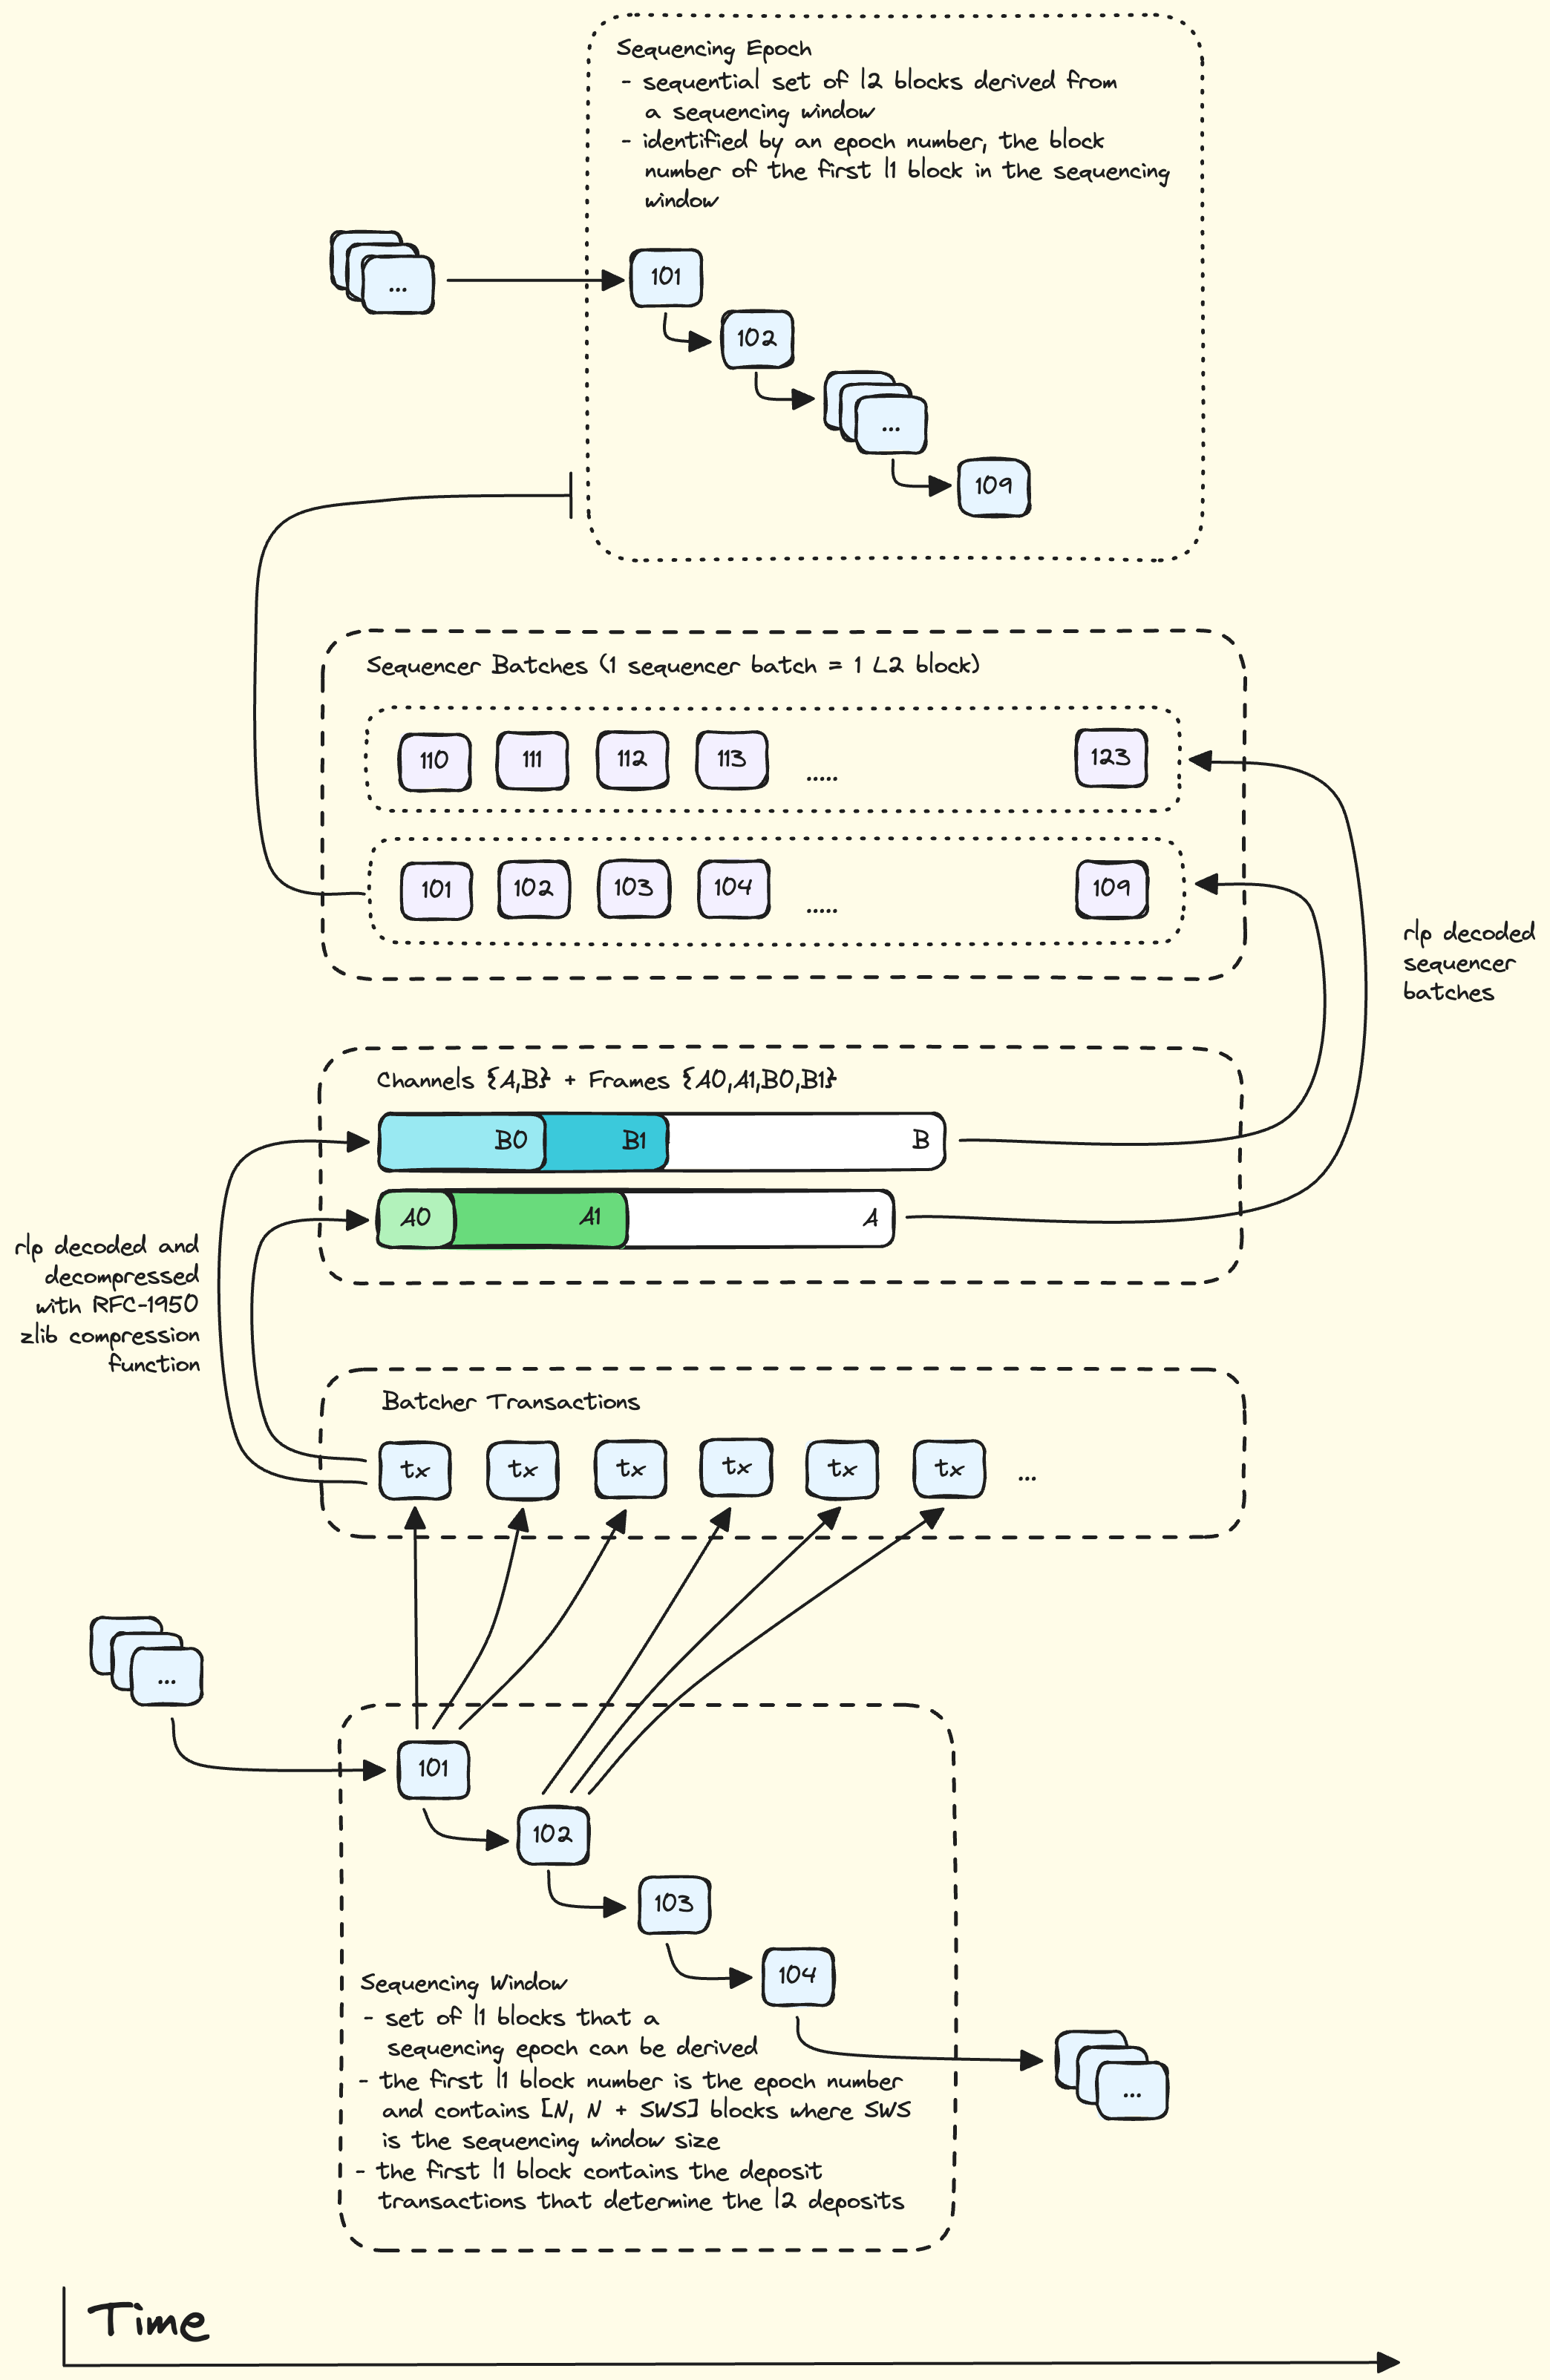 Sequencing Epoch
- sequential set of l2 blocks derived from
a sequencing window
- identified by an epoch number, the block
number of the first l1 block in the sequencing
window
...
101
102
...
109
Sequencer Batches (1 sequencer batch = 1 L2 block)
110 111 112 113 ..... 123
101 102 103 104 ..... 109
rlp decoded
sequencer
batches
Channels {A,B} + Frames {A0,A1,B0,B1}
B0 B1 B
A0 A1 A
rlp decoded and
decompressed
with RFC-1950
zlib compression
function
Batcher Transactions
tx tx tx tx tx tx ...
...
101
102
103
104
...
Sequencing Window
- set of l1 blocks that a
sequencing epoch can be derived
- the first l1 block number is the epoch number
and contains [N, N + SWS] blocks where SWS
is the sequencing window size
- the first l1 block contains the deposit
transactions that determine the l2 deposits
Time